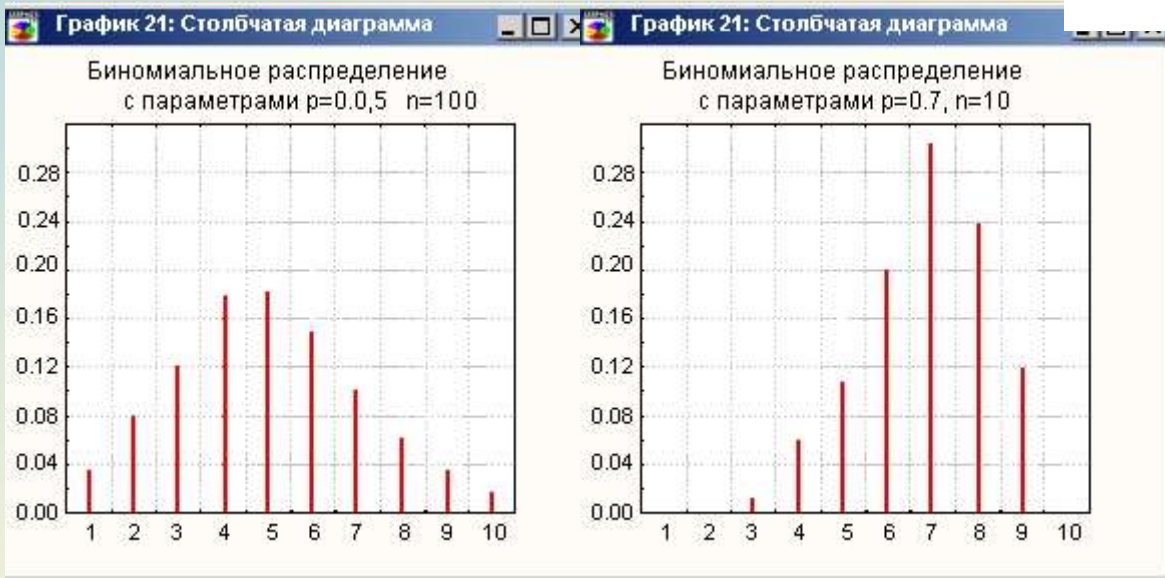 График 21: Столбчатая диаграмма
Биномиальное распределение
с параметрами p=0.0,5 n=100
0.28
0.24
0.20
0.16
0.12
0.08
0.04
0.00
1 2 3 4 5 6 7 8 9 10
График 21: Столбчатая диаграмма
Биномиальное распределение
с параметрами p=0.7, n=10
0.28
0.24
0.20
0.16
0.12
0.08
0.04
0.00
1 2 3 4 5 6 7 8 9 10